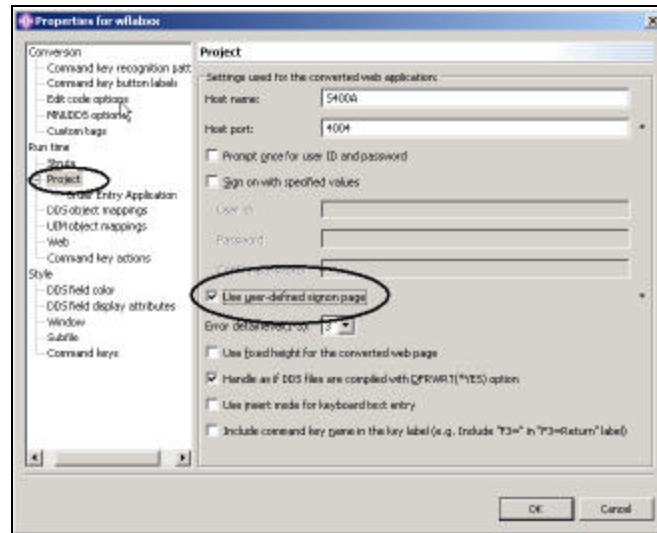 Properties for wflabxx
Conversion
Command key recognition patt
Command key button labels
Edit code options
MNUDDS options
Custom tags
Run time
Struts
Project
Order Entry Application
DDS object mappings
UIM object mappings
Web
Command key actions
Style
DDS field color
DDS field display attributes
Window
Subfile
Command keys
Project
Settings used for the converted web application:
Host name:
S400A
Host port:
4004
*
Prompt once for user ID and password
Sign on with specified values
User ID
Password
Use user-defined signon page
*
Error detail level
3
Use fixed height for the converted web page
Handle as if DDS files are compiled with DFRWRT(*YES) option
Use insert mode for keyboard text entry
Include command key name in the key label (e.g. Include "F3=" in "F3=Return" label)
OK
Cancel